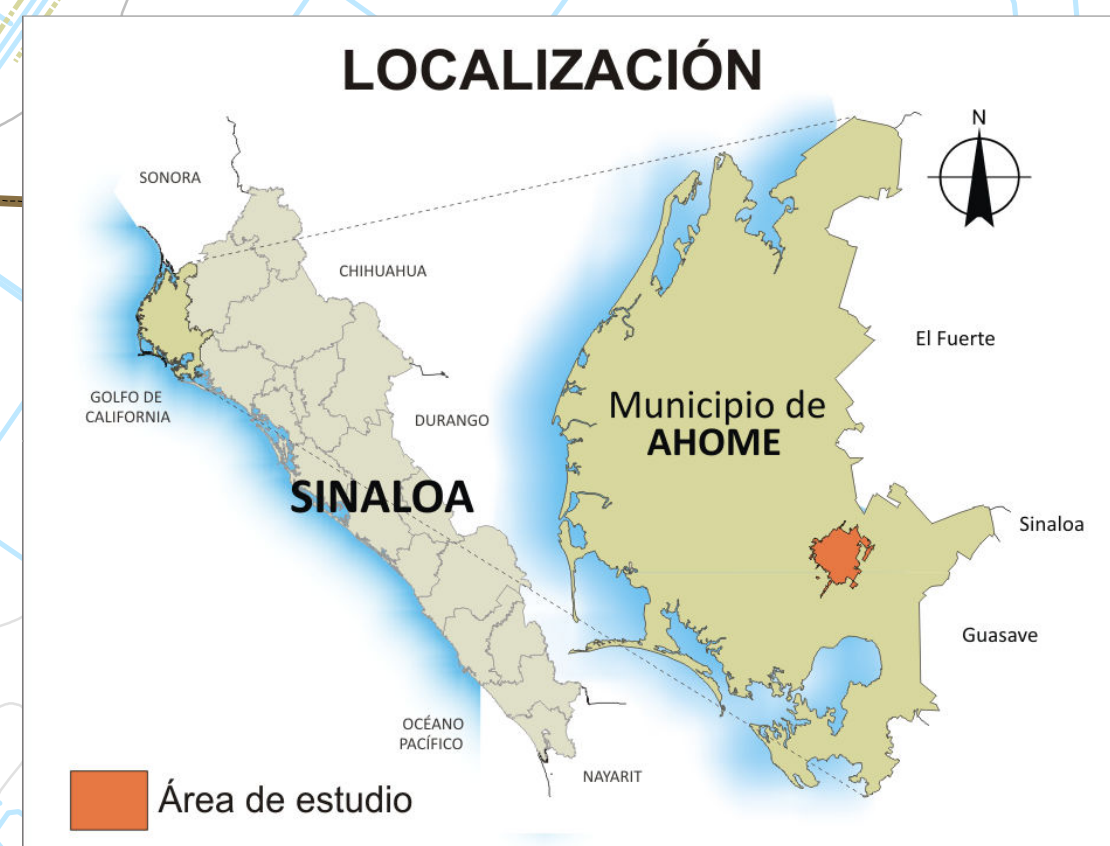 LOCALIZACIÓN
N
SONORA
CHIHUAHUA
El Fuerte
GOLFO DE
CALIFORNIA
DURANGO
Municipio de
AHOME
SINALOA
Sinaloa
Guasave
OCÉANO
PACÍFICO
NAYARIT
Área de estudio